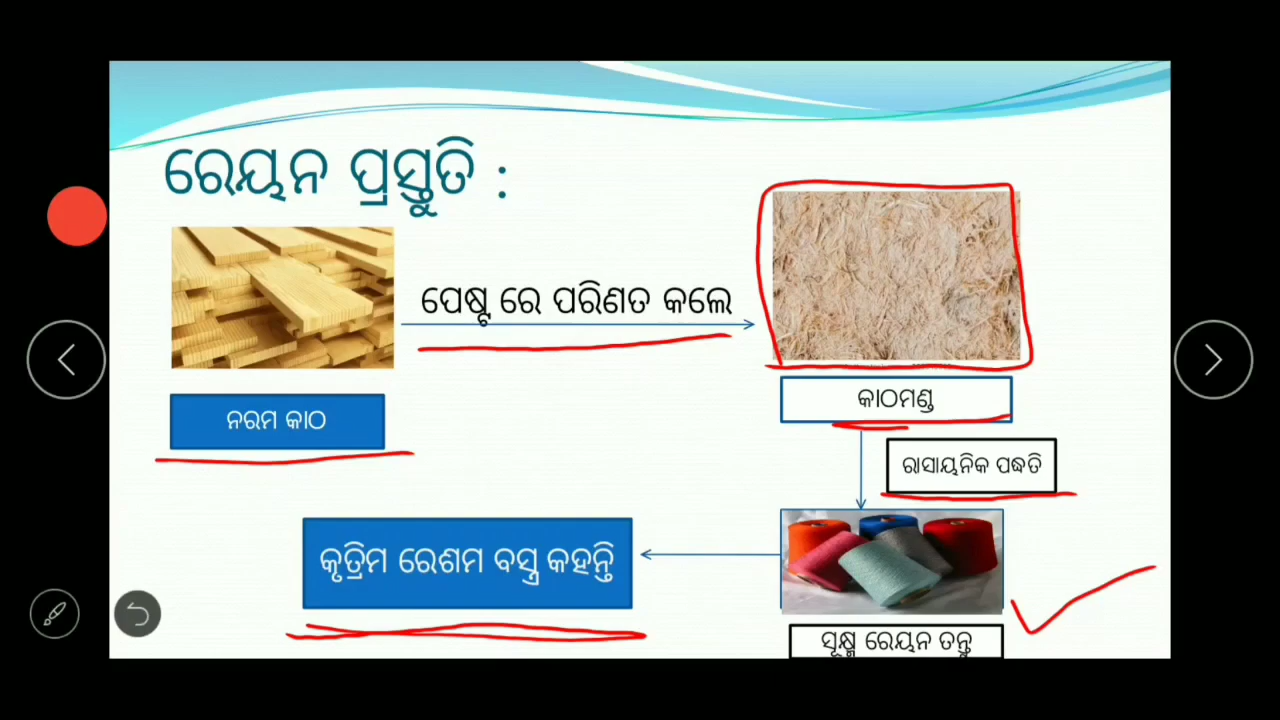 ରେୟନ ପ୍ରସ୍ତୁତି :
ପେଷ୍ଟ ରେ ପରିଣତ କଲେ
ନରମ କାଠ
କାଠମଣ୍ଡ
ରାସାୟନିକ ପଦ୍ଧତି
କୃତ୍ରିମ ରେଶମ ବସ୍ତ୍ର କହନ୍ତି
ସୂକ୍ଷ୍ମ ରେୟନ ତନ୍ତୁ